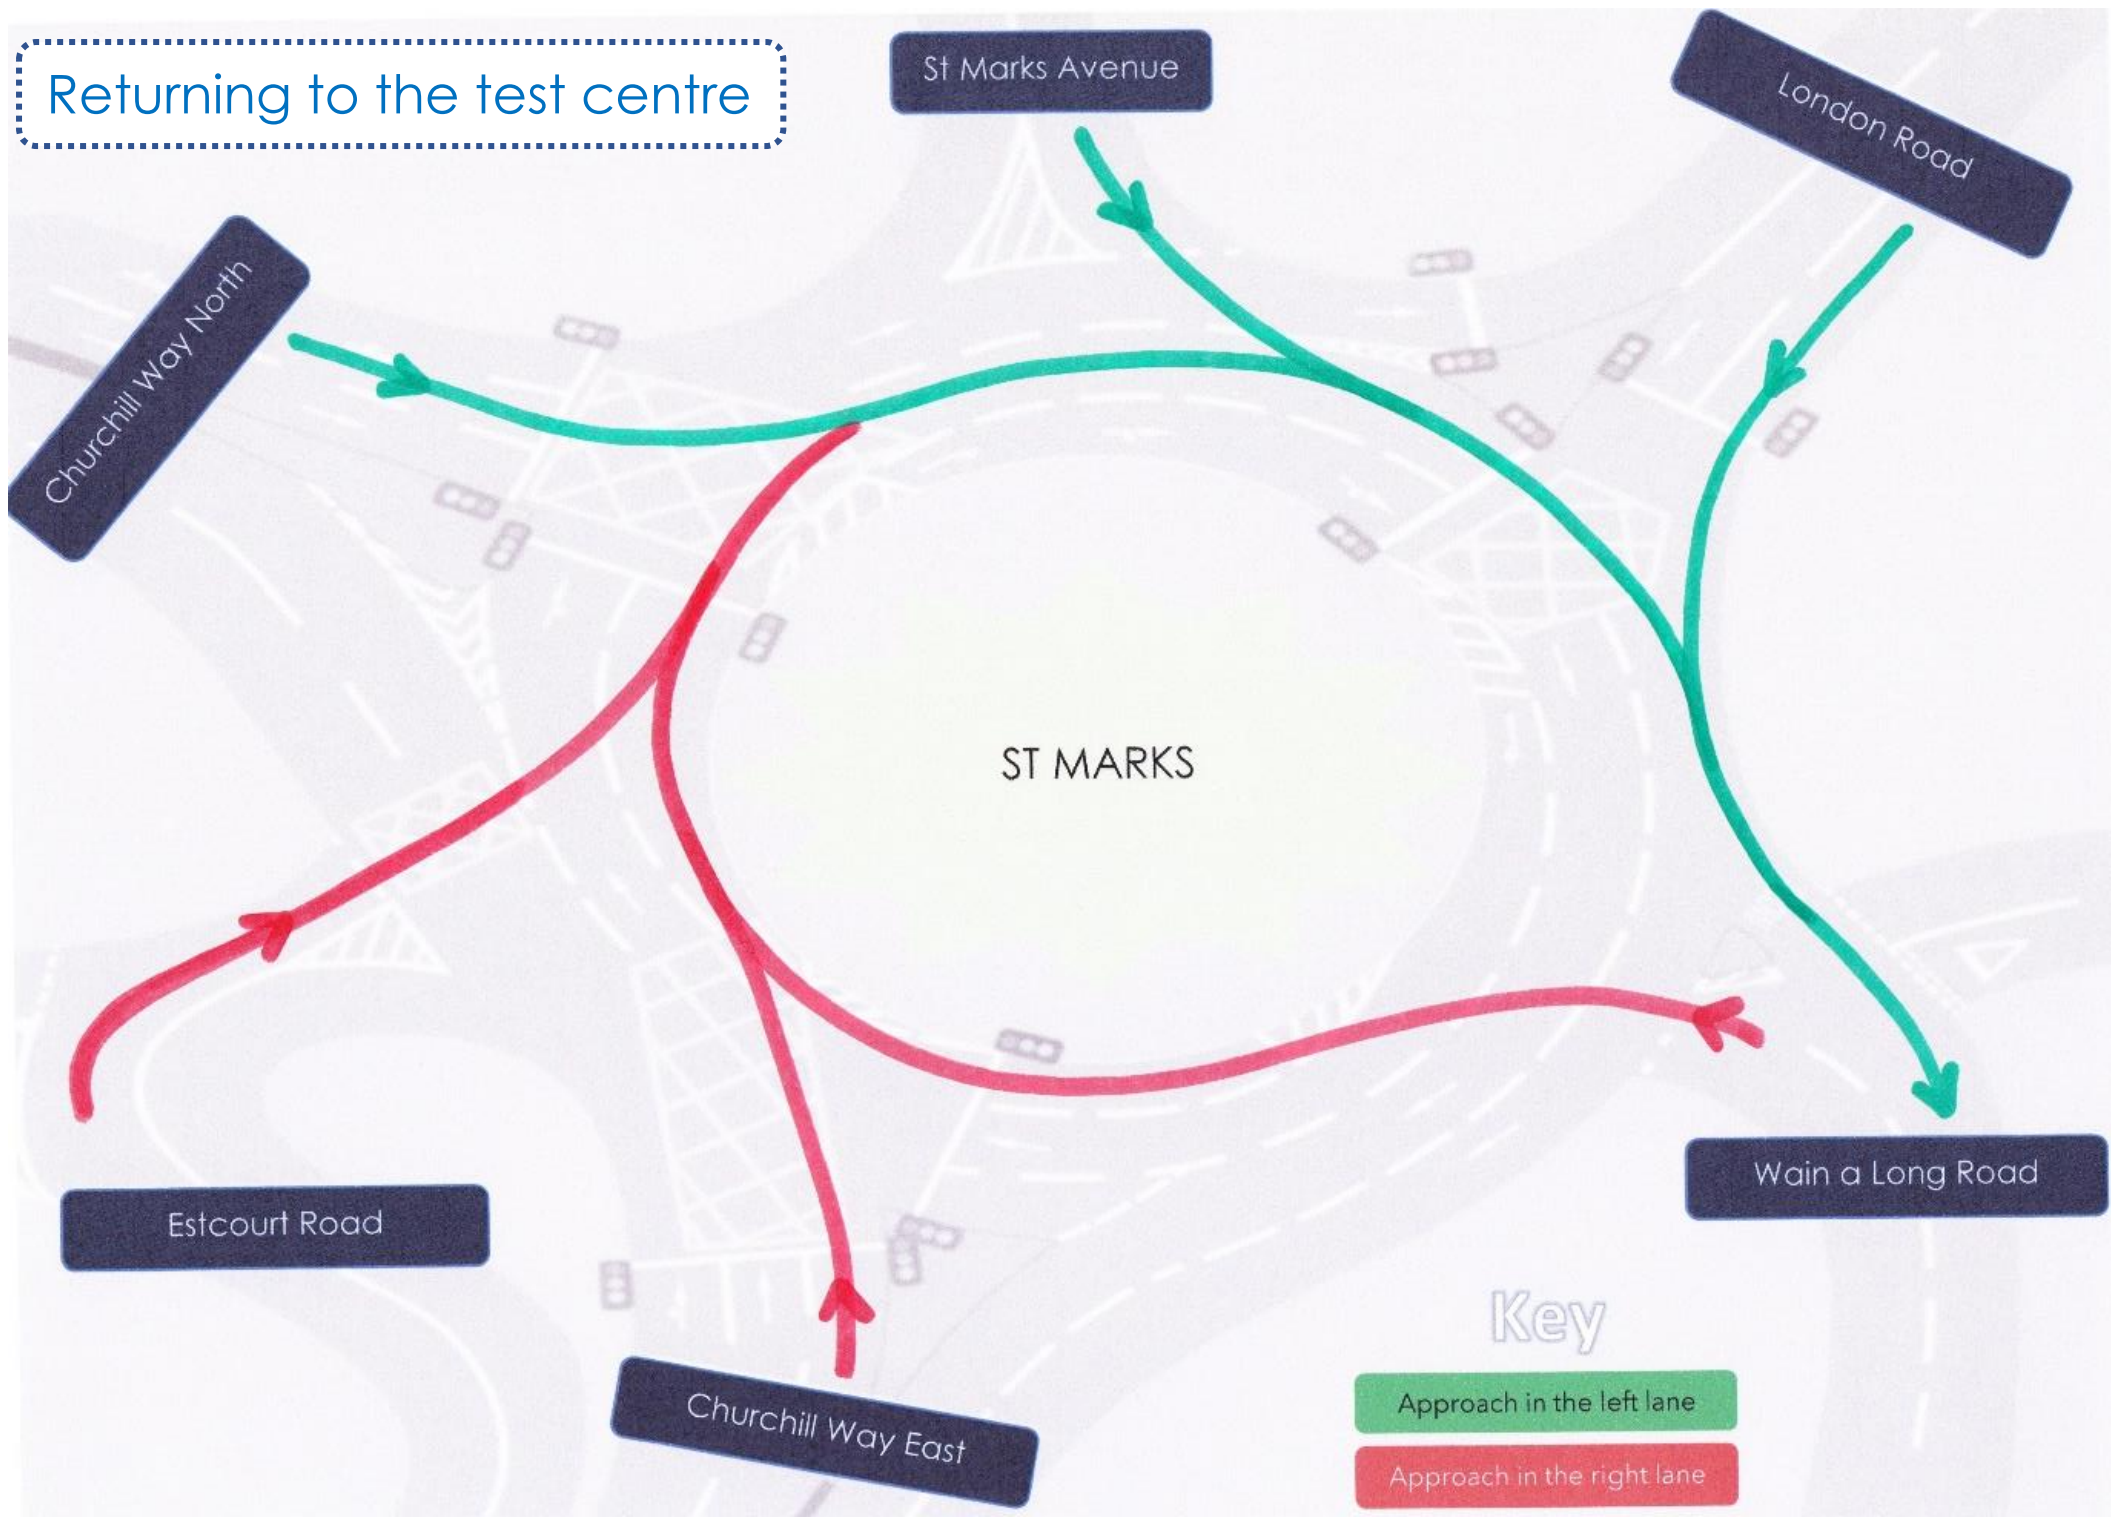 Returning to the test centre
St Marks Avenue
London Road
Churchill Way North
ST MARKS
Wain a Long Road
Estcourt Road
Churchill Way East
Key
Approach in the left lane
Approach in the right lane